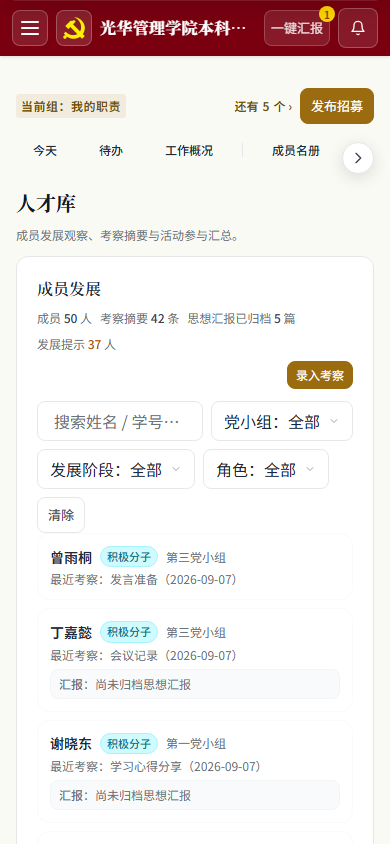 光华管理学院本科…
一键汇报
1
当前组：我的职责
还有 5 个 ›
发布招募
今天
待办
工作概况
成员名册
人才库
成员发展观察、考察摘要与活动参与汇总。
成员发展
成员 50 人 考察摘要 42 条 思想汇报已归档 5 篇
发展提示 37 人
录入考察
搜索姓名 / 学号…
党小组：全部
发展阶段：全部
角色：全部
清除
曾雨桐 积极分子 第三党小组
最近考察：发言准备（2026-09-07）
丁嘉懿 积极分子 第三党小组
最近考察：会议记录（2026-09-07）
汇报：尚未归档思想汇报
谢晓东 积极分子 第一党小组
最近考察：学习心得分享（2026-09-07）
汇报：尚未归档思想汇报